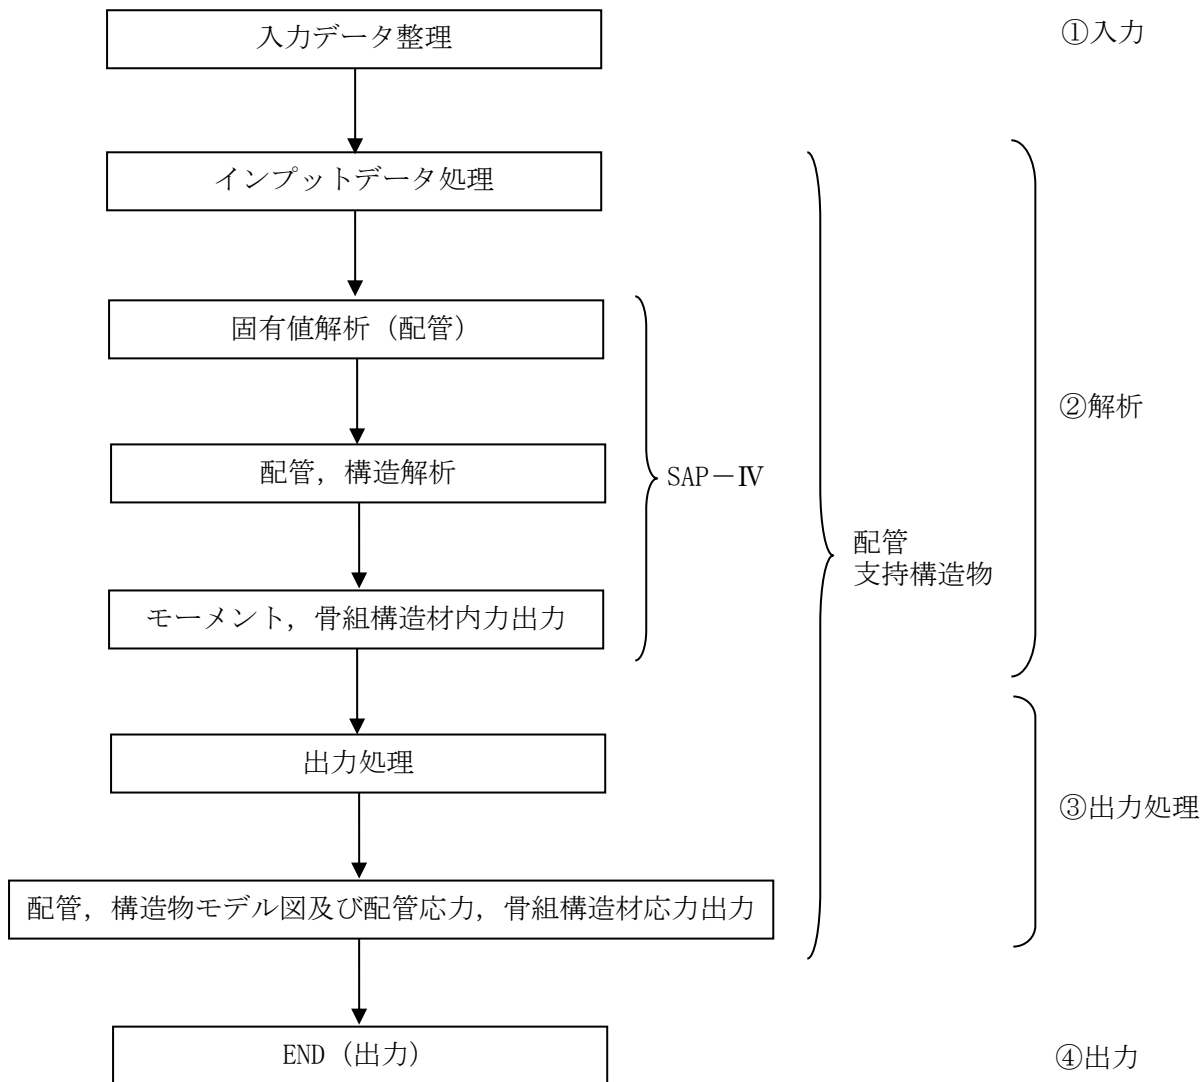 入力データ整理
①入力
インプットデータ処理
固有値解析（配管）
②解析
配管，構造解析
SAP－Ⅳ
配管
支持構造物
モーメント，骨組構造材内力出力
出力処理
③出力処理
配管，構造物モデル図及び配管応力，骨組構造材応力出力
END（出力）
④出力